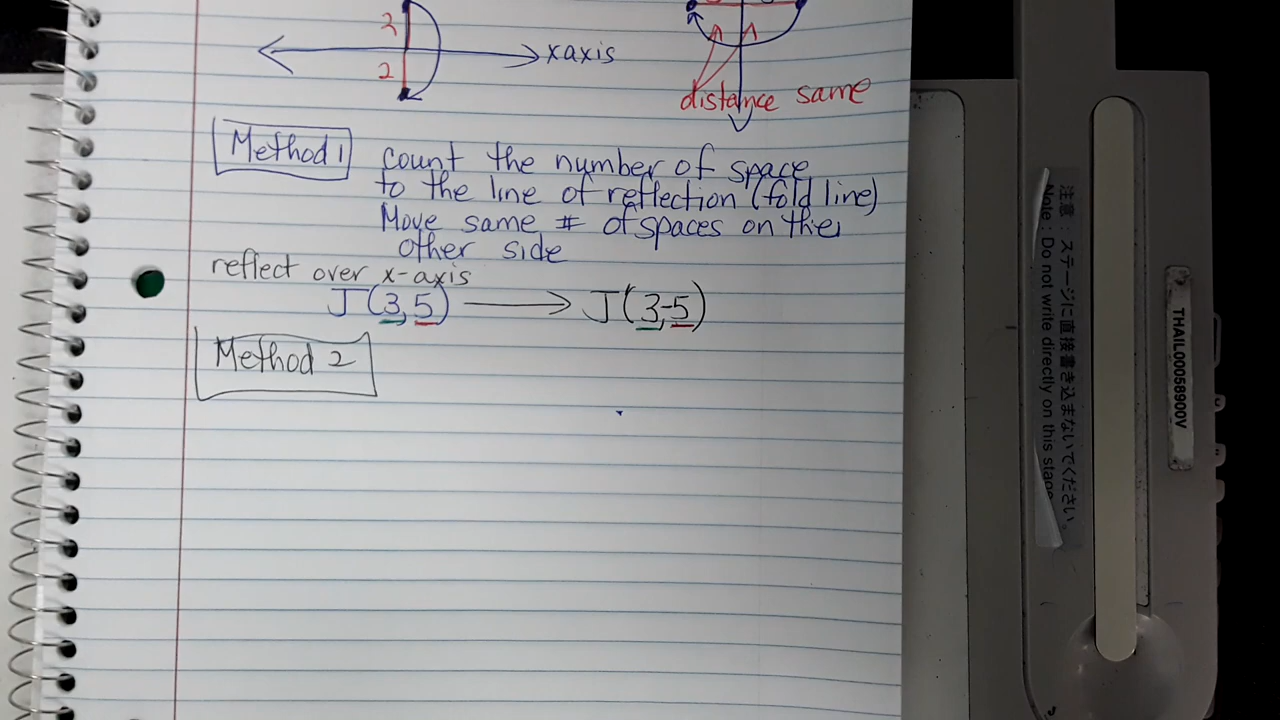 2
xaxis
2
distance same
Method 1
count the number of space
to the line of reflection (fold line)
Move same # of spaces on the
other side
reflect over x-axis
J(3,5) → J(3,-5)
Method 2
注意：ステージに直接書き込まないでください。
Note : Do not write directly on this stage
THAIL00058900V